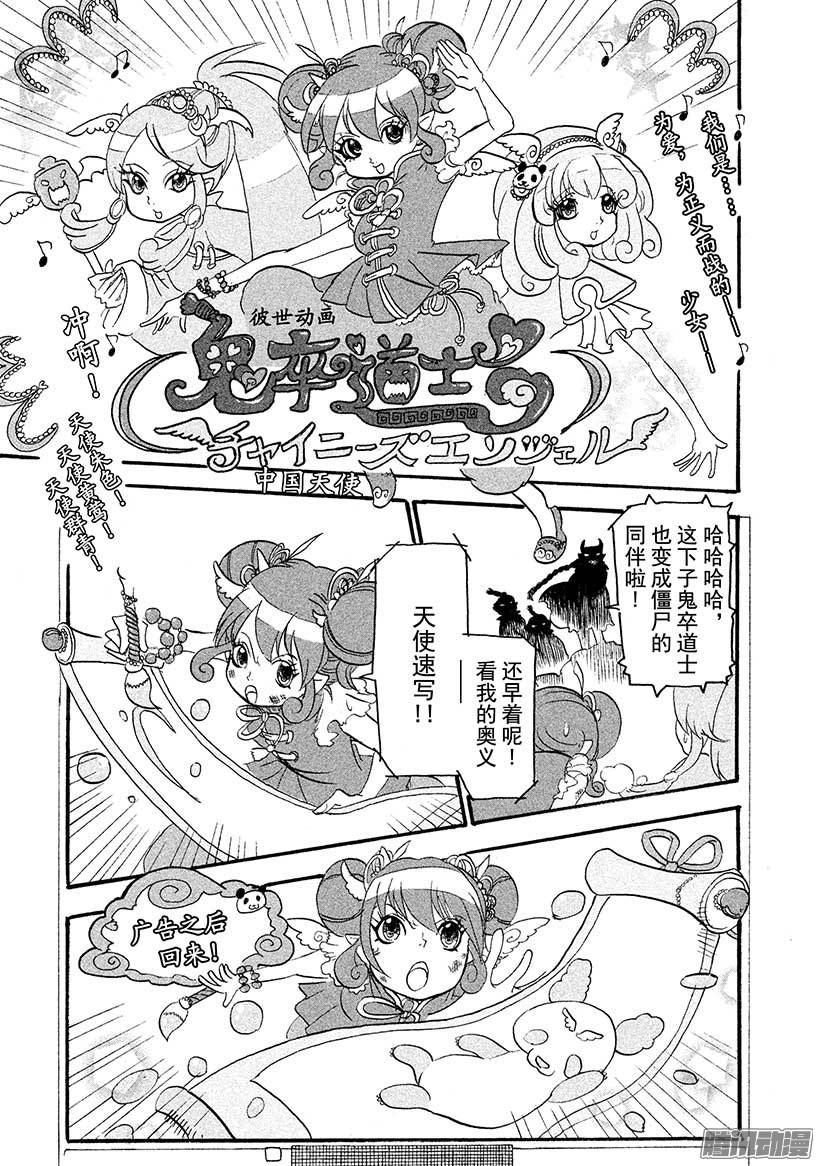 我们是……
为爱，为正义而战的——
少女——
彼世动画
鬼卒道士
チャイニーズエンジェル
中国天使
冲啊！
天使朱色！
天使黄莺！
天使群青！
哈哈哈哈，
这下子鬼卒道士
也变成僵尸的
同伴啦！
还早着呢！
看我的奥义
——
天使速写！！
广告之后
回来！
腾讯动漫